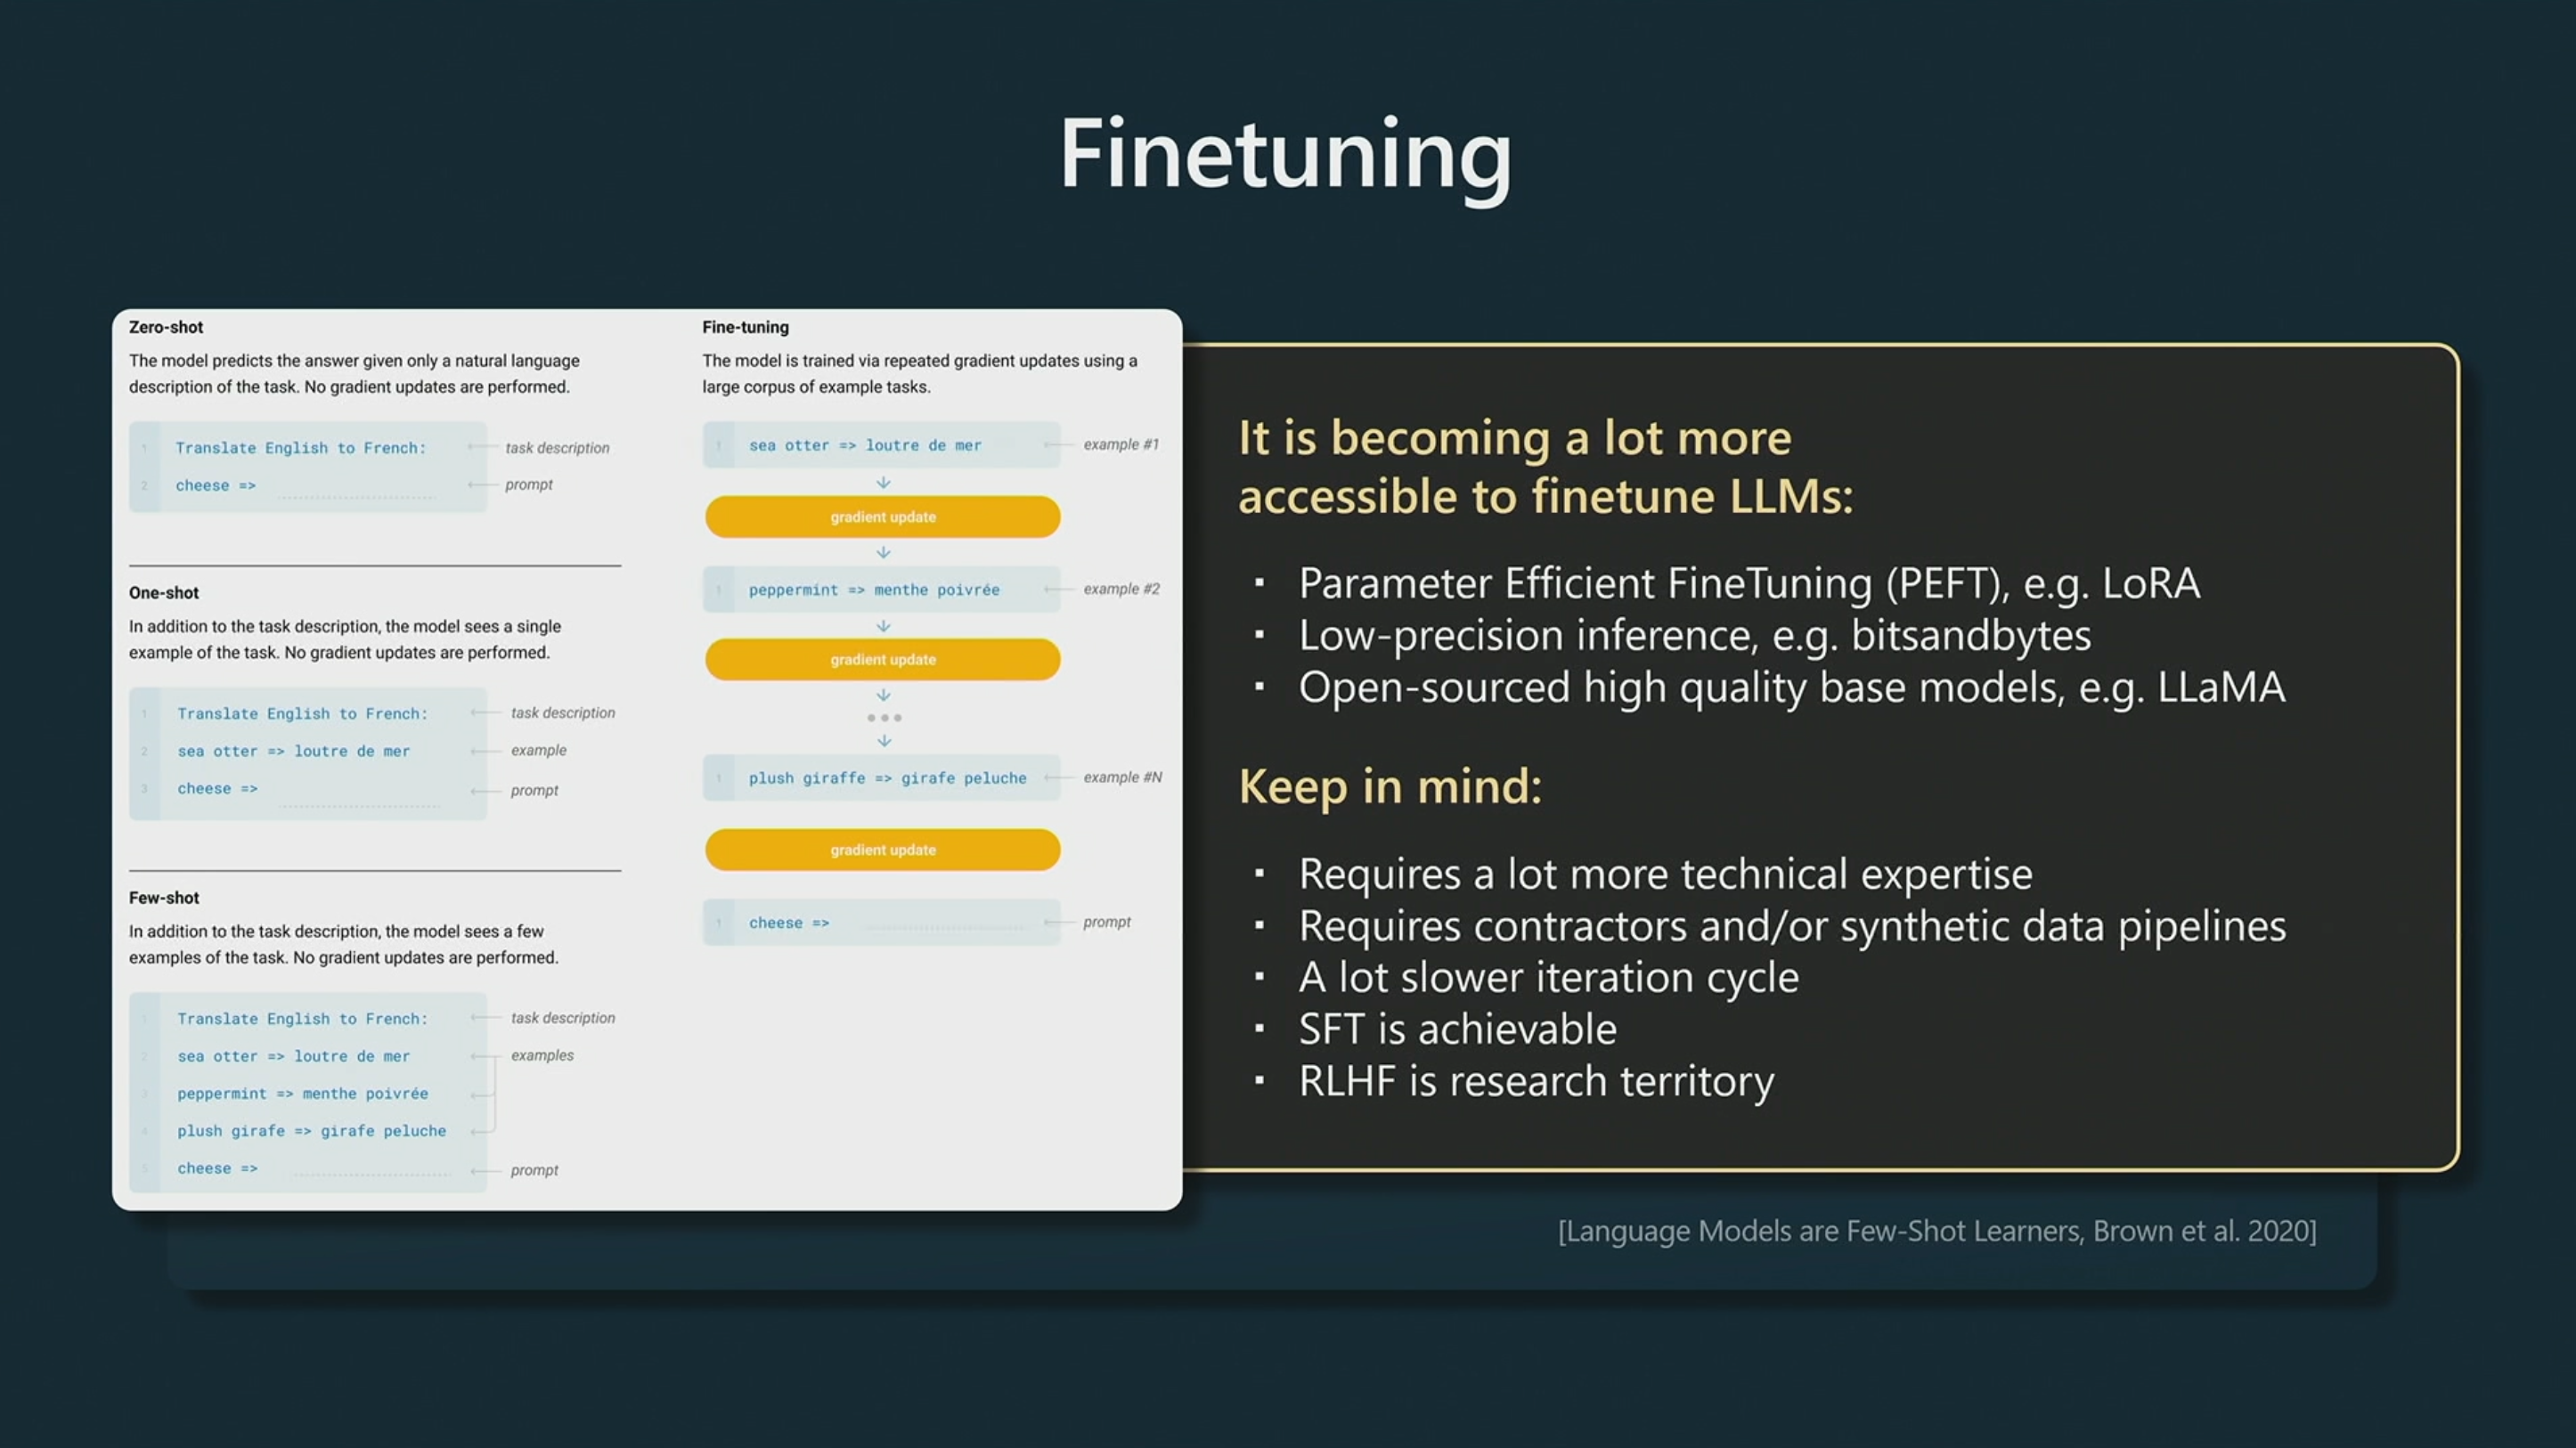 Finetuning
Zero-shot
The model predicts the answer given only a natural language
description of the task. No gradient updates are performed.
1 Translate English to French: task description
2 cheese => prompt
One-shot
In addition to the task description, the model sees a single
example of the task. No gradient updates are performed.
1 Translate English to French: task description
2 sea otter => loutre de mer example
3 cheese => prompt
Few-shot
In addition to the task description, the model sees a few
examples of the task. No gradient updates are performed.
1 Translate English to French: task description
2 sea otter => loutre de mer examples
3 peppermint => menthe poivrée
4 plush girafe => girafe peluche
5 cheese => prompt
Fine-tuning
The model is trained via repeated gradient updates using a
large corpus of example tasks.
1 sea otter => loutre de mer example #1
gradient update
1 peppermint => menthe poivrée example #2
gradient update
1 plush giraffe => girafe peluche example #N
gradient update
1 cheese => prompt
It is becoming a lot more
accessible to finetune LLMs:
▪ Parameter Efficient FineTuning (PEFT), e.g. LoRA
▪ Low-precision inference, e.g. bitsandbytes
▪ Open-sourced high quality base models, e.g. LLaMA
Keep in mind:
▪ Requires a lot more technical expertise
▪ Requires contractors and/or synthetic data pipelines
▪ A lot slower iteration cycle
▪ SFT is achievable
▪ RLHF is research territory
[Language Models are Few-Shot Learners, Brown et al. 2020]